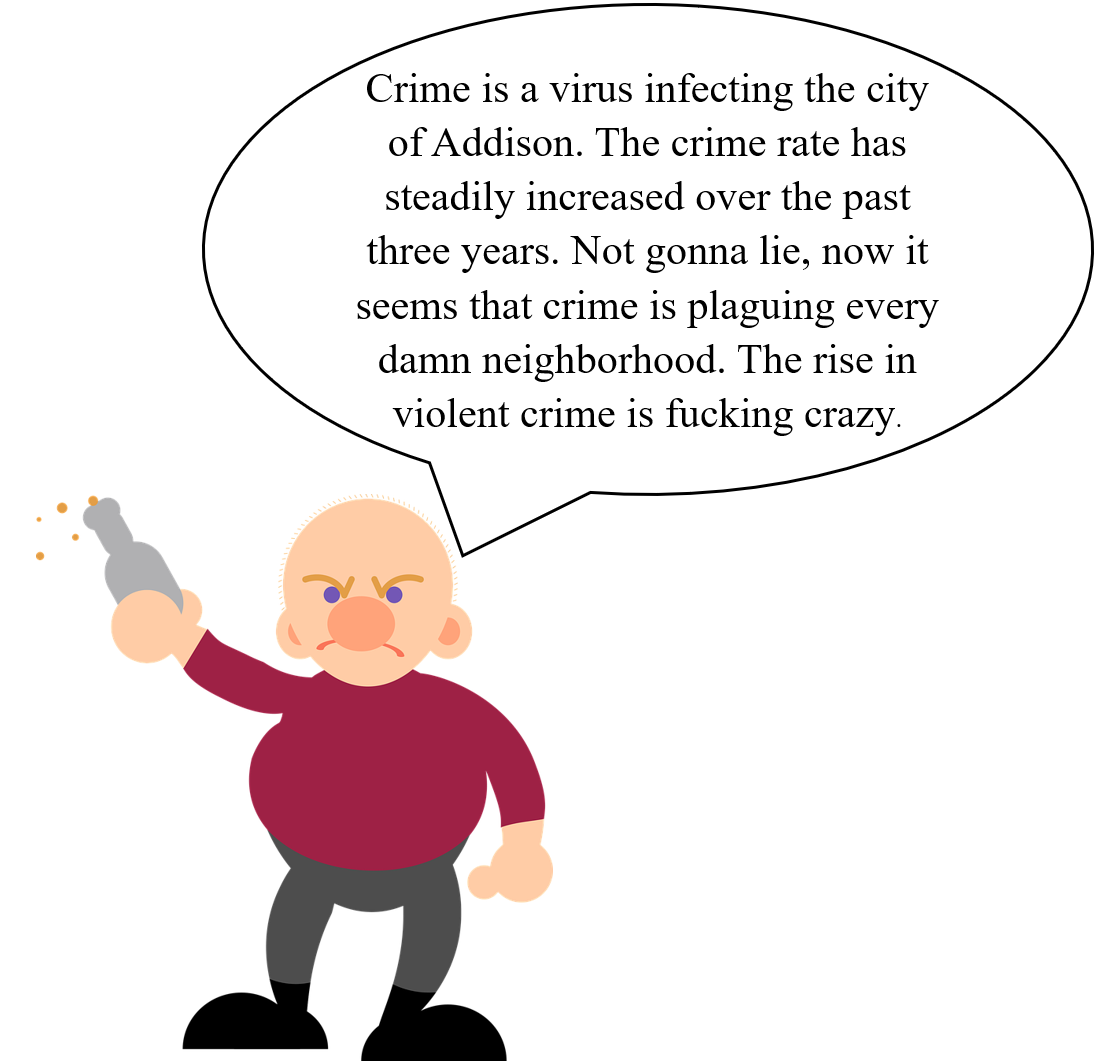 Crime is a virus infecting the city
of Addison. The crime rate has
steadily increased over the past
three years. Not gonna lie, now it
seems that crime is plaguing every
damn neighborhood. The rise in
violent crime is fucking crazy.